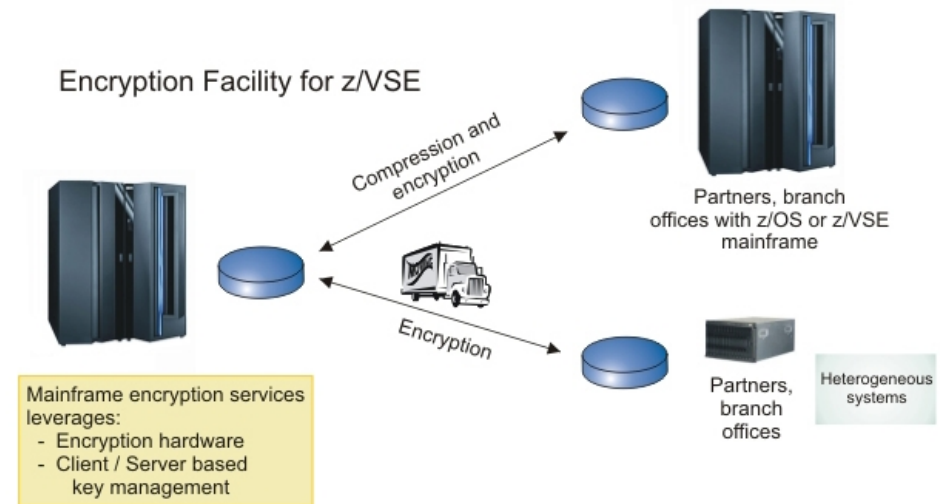 Encryption Facility for z/VSE
Compression and
encryption
Partners, branch
offices with z/OS or z/VSE
mainframe
Encryption
Mainframe encryption services
leverages:
- Encryption hardware
- Client / Server based
key management
Partners,
branch
offices
Heterogeneous
systems